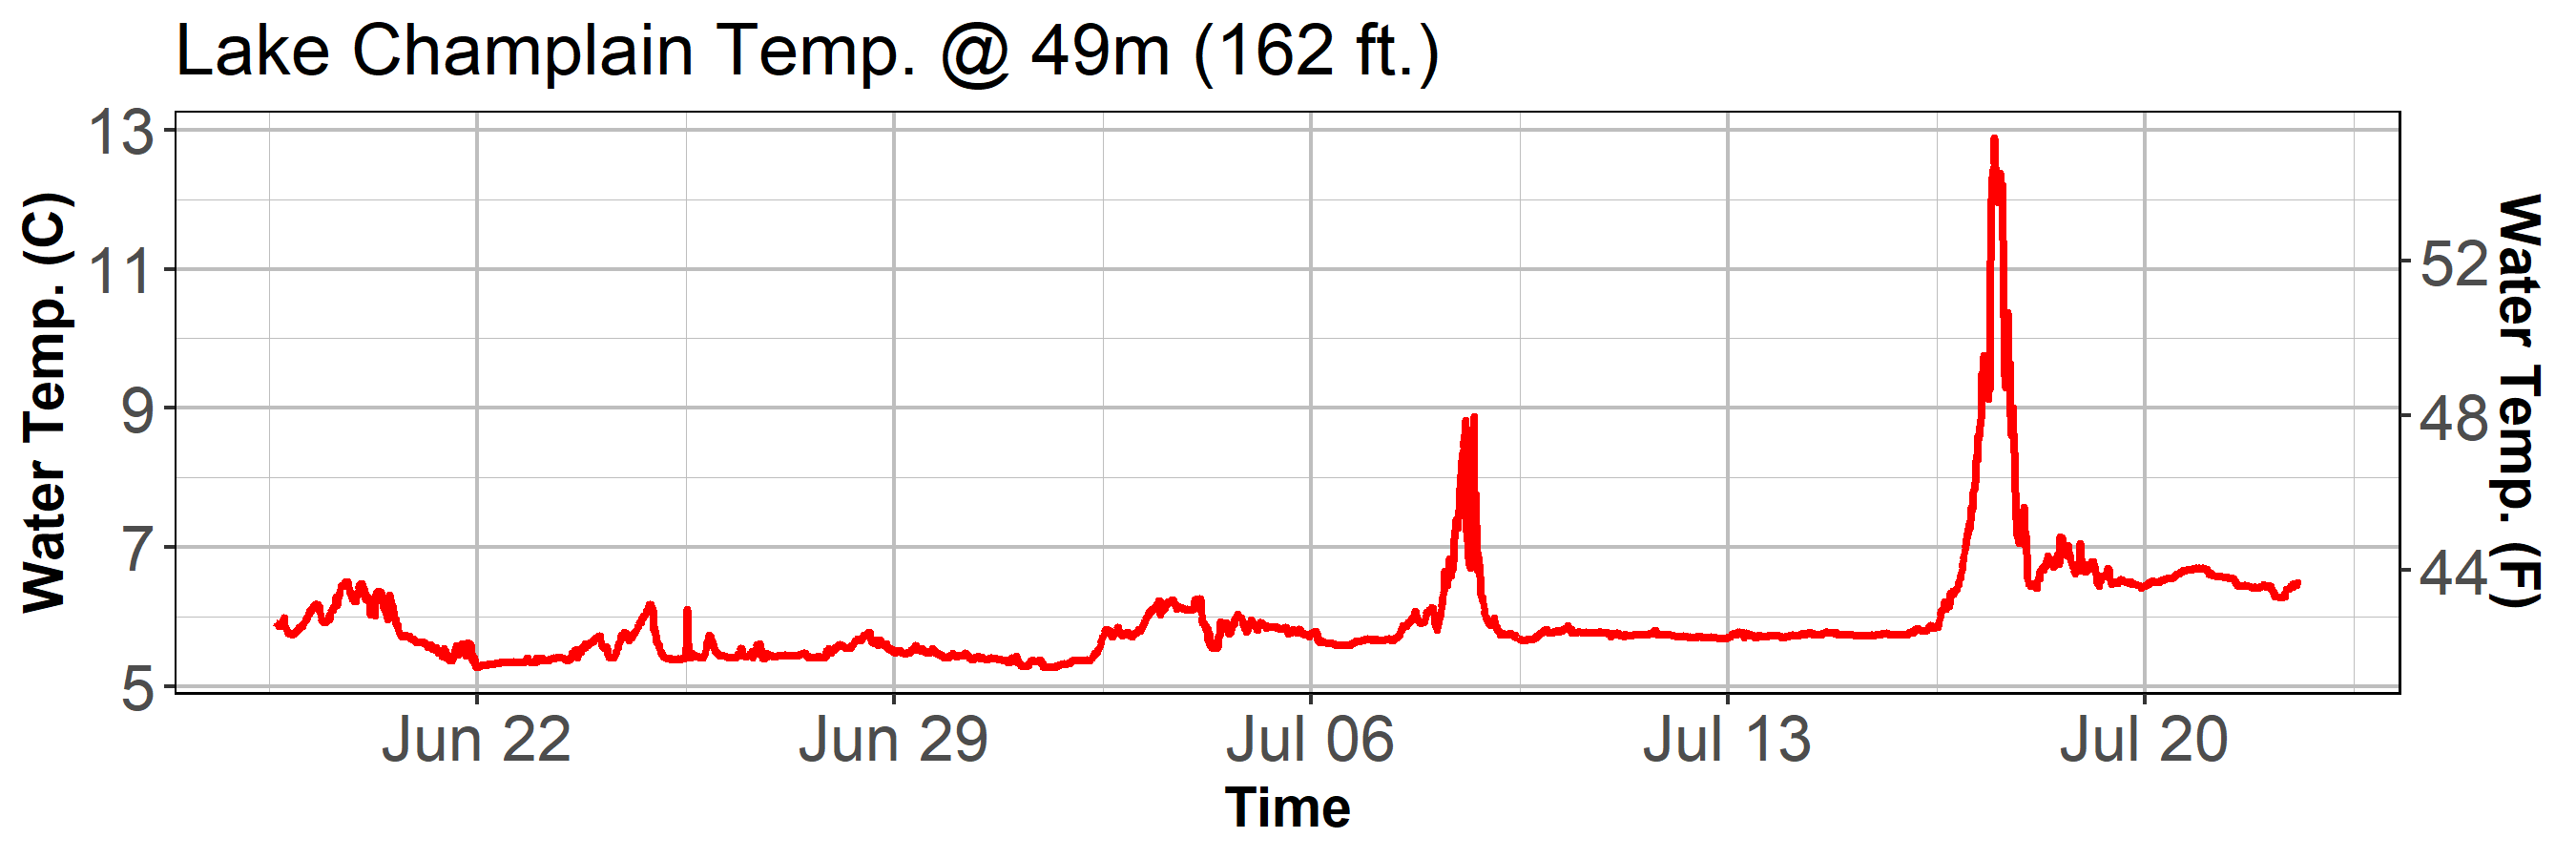 Lake Champlain Temp. @ 49m (162 ft.)
Water Temp. (C)
13
11
9
7
5
52
48
44
Water Temp. (F)
Jun 22 Jun 29 Jul 06 Jul 13 Jul 20
Time